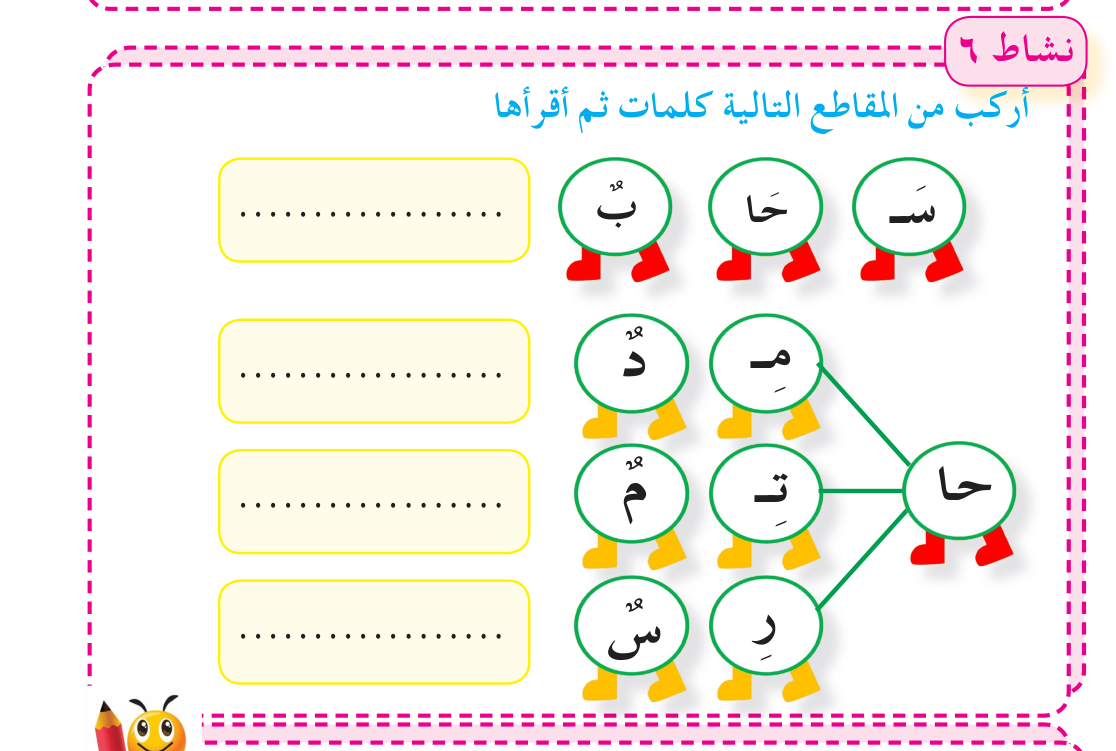 نشاط ٦
أركب من المقاطع التالية كلمات ثم أقرأها
سَـ حَا بٌ ..................
مِـ دٌ ..................
حا تِـ مٌ ..................
رِ سٌ ..................